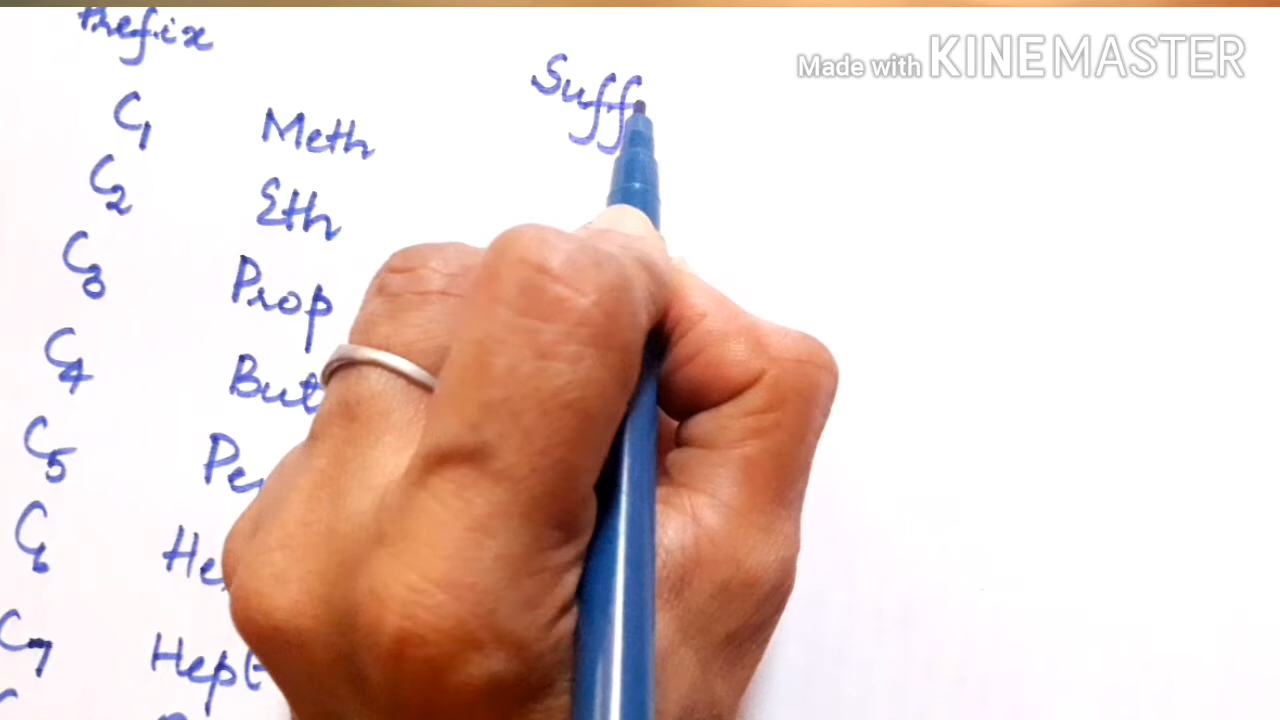 Prefix
Suff
Made with KINEMASTER
C1 Meth
C2 Eth
C3 Prop
C4 But
C5 Pe
C6 He
C7 Hept